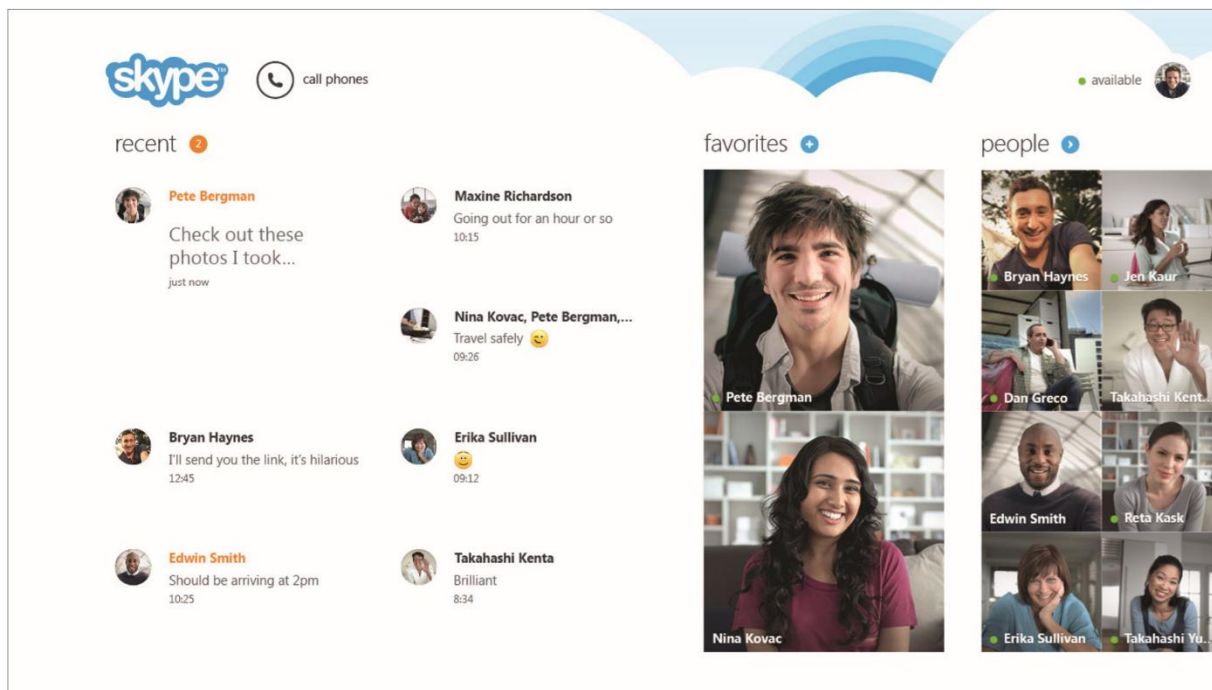 skype™
call phones
available
recent 2
Pete Bergman
Check out these
photos I took...
just now
Bryan Haynes
I'll send you the link, it's hilarious
12:45
Edwin Smith
Should be arriving at 2pm
10:25
Maxine Richardson
Going out for an hour or so
10:15
Nina Kovac, Pete Bergman,...
Travel safely
09:26
Erika Sullivan
09:12
Takahashi Kenta
Brilliant
8:34
favorites
Pete Bergman
Nina Kovac
people
Bryan Haynes
Jen Kaur
Dan Greco
Takahashi Kent...
Edwin Smith
Reta Kask
Erika Sullivan
Takahashi Yu...